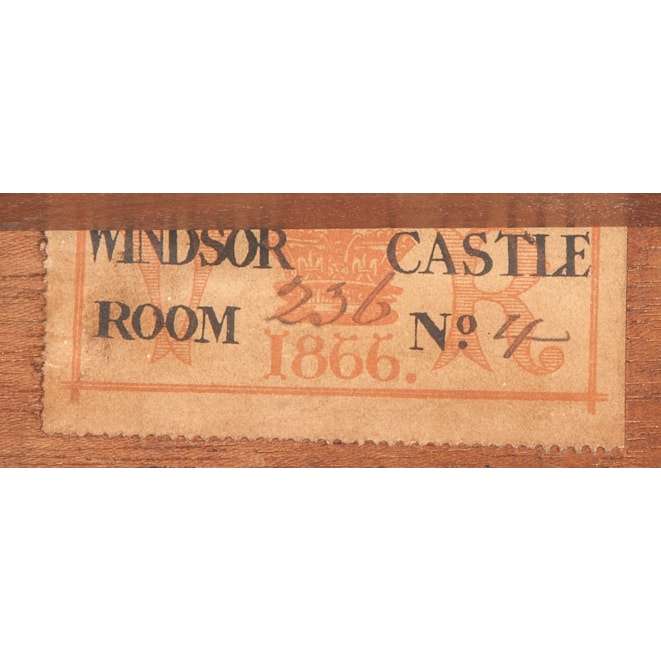 WINDSOR CASTLE
V R
ROOM 236 No. 4
1866.